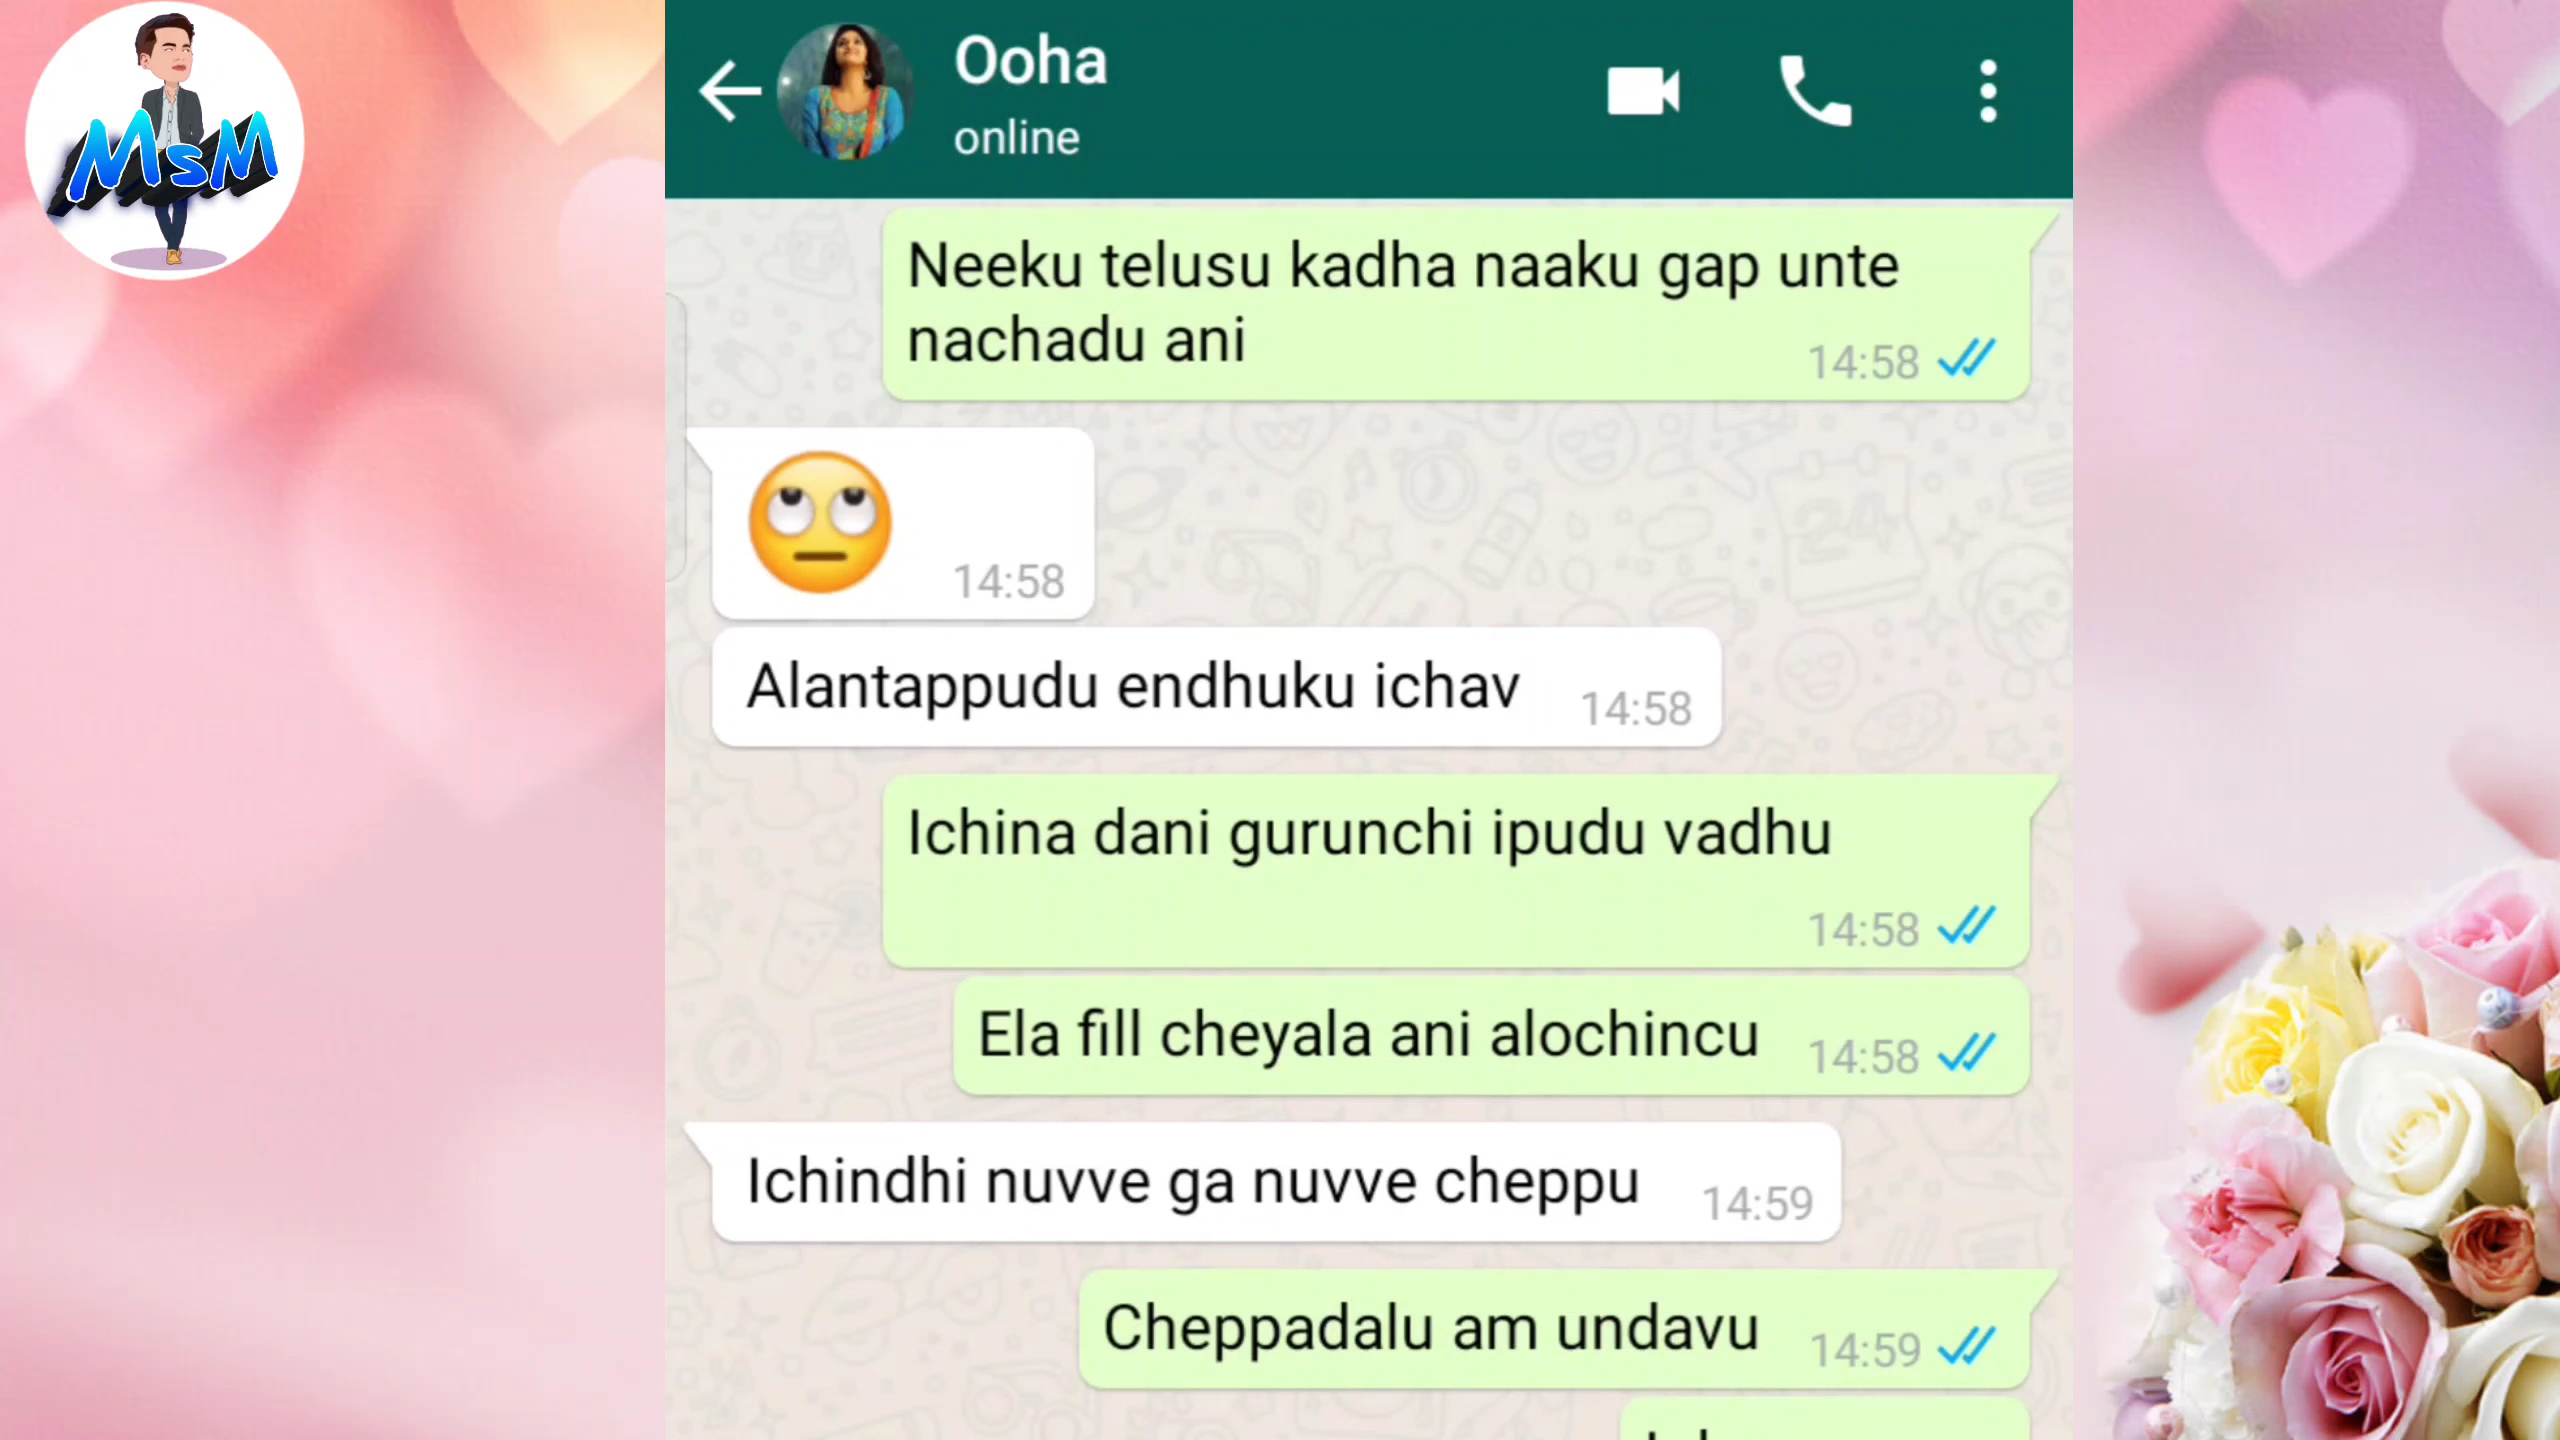 MsM
Ooha
online
Neeku telusu kadha naaku gap unte
nachadu ani
14:58
🙄
14:58
Alantappudu endhuku ichav
14:58
Ichina dani gurunchi ipudu vadhu
14:58
Ela fill cheyala ani alochincu
14:58
Ichindhi nuvve ga nuvve cheppu
14:59
Cheppadalu am undavu
14:59